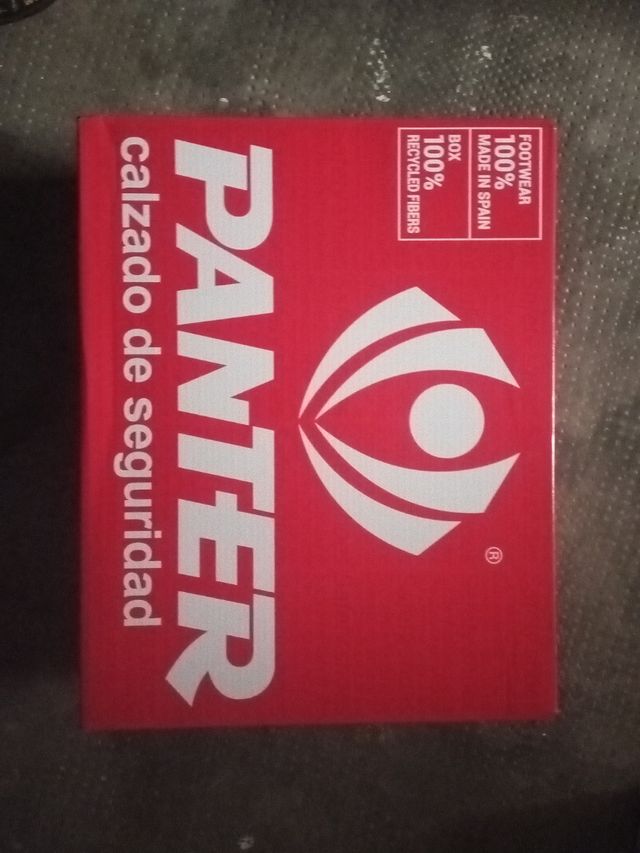 FOOTWEAR
100%
MADE IN SPAIN
BOX
100%
RECYCLED FIBERS
®
PANTER
calzado de seguridad